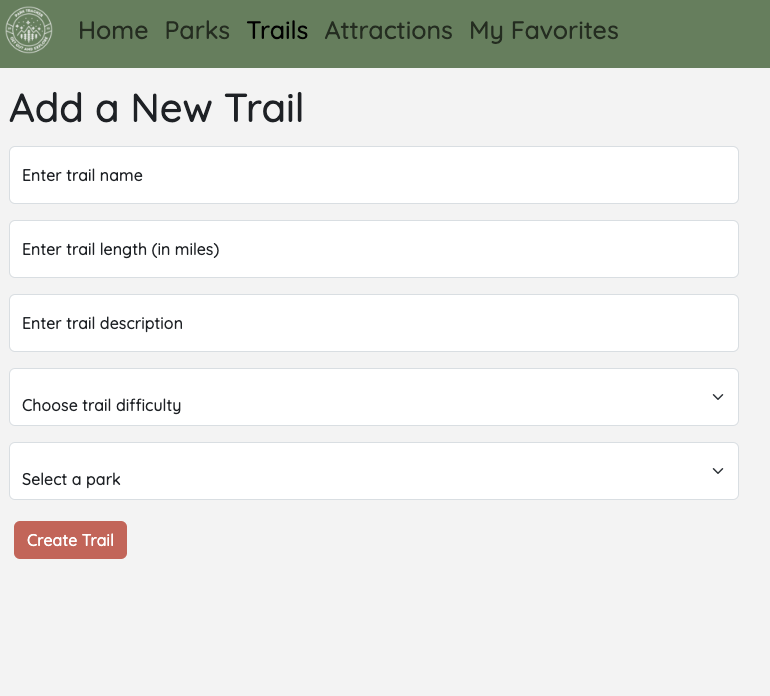 Home Parks Trails Attractions My Favorites
Add a New Trail
Enter trail name
Enter trail length (in miles)
Enter trail description
Choose trail difficulty
Select a park
Create Trail